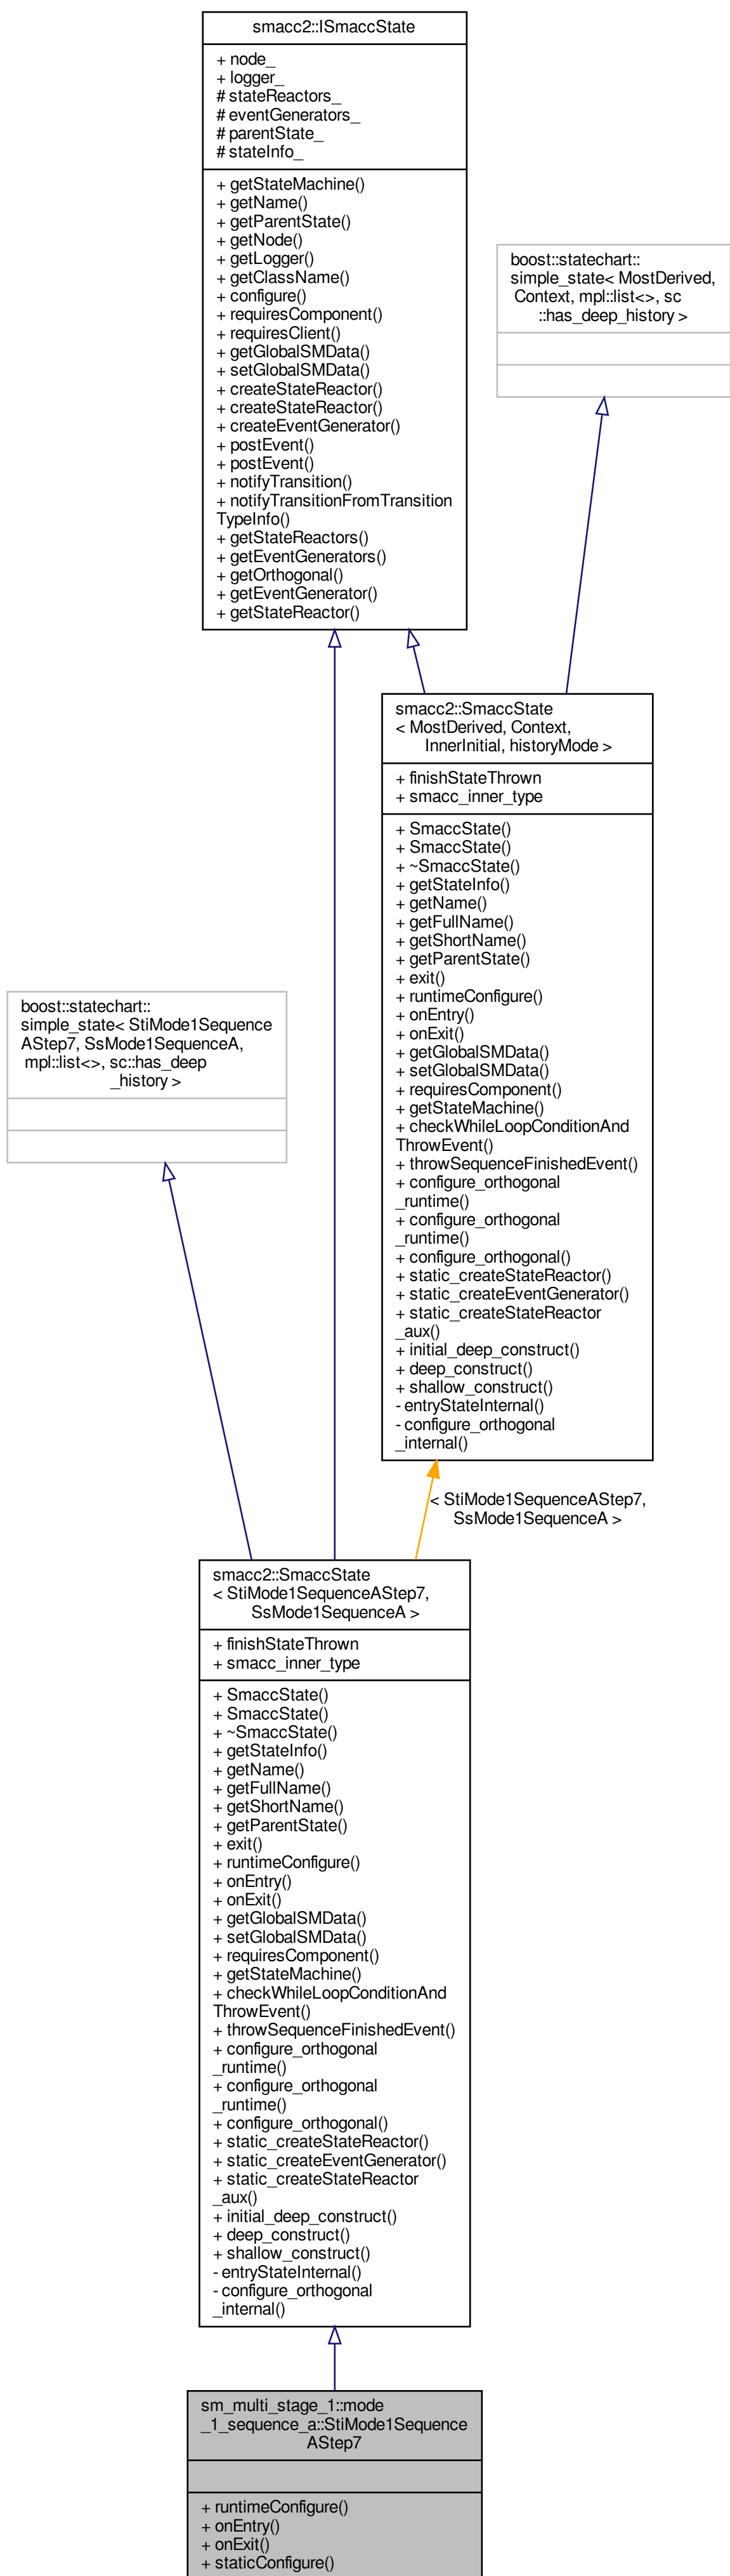 smacc2::ISmaccState
+ node_
+ logger_
# stateReactors_
# eventGenerators_
# parentState_
# stateInfo_
+ getStateMachine()
+ getName()
+ getParentState()
+ getNode()
+ getLogger()
+ getClassName()
+ configure()
+ requiresComponent()
+ requiresClient()
+ getGlobalSMData()
+ setGlobalSMData()
+ createStateReactor()
+ createStateReactor()
+ createEventGenerator()
+ postEvent()
+ postEvent()
+ notifyTransition()
+ notifyTransitionFromTransition
TypeInfo()
+ getStateReactors()
+ getEventGenerators()
+ getOrthogonal()
+ getEventGenerator()
+ getStateReactor()
boost::statechart::
simple_state< MostDerived,
Context, mpl::list<>, sc
::has_deep_history >
smacc2::SmaccState
< MostDerived, Context,
InnerInitial, historyMode >
+ finishStateThrown
+ smacc_inner_type
+ SmaccState()
+ SmaccState()
+ ~SmaccState()
+ getStateInfo()
+ getName()
+ getFullName()
+ getShortName()
+ getParentState()
+ exit()
+ runtimeConfigure()
+ onEntry()
+ onExit()
+ getGlobalSMData()
+ setGlobalSMData()
+ requiresComponent()
+ getStateMachine()
+ checkWhileLoopConditionAnd
ThrowEvent()
+ throwSequenceFinishedEvent()
+ configure_orthogonal
_runtime()
+ configure_orthogonal
_runtime()
+ configure_orthogonal()
+ static_createStateReactor()
+ static_createEventGenerator()
+ static_createStateReactor
_aux()
+ initial_deep_construct()
+ deep_construct()
+ shallow_construct()
- entryStateInternal()
- configure_orthogonal
_internal()
boost::statechart::
simple_state< StiMode1Sequence
AStep7, SsMode1SequenceA,
mpl::list<>, sc::has_deep
_history >
< StiMode1SequenceAStep7,
SsMode1SequenceA >
smacc2::SmaccState
< StiMode1SequenceAStep7,
SsMode1SequenceA >
+ finishStateThrown
+ smacc_inner_type
+ SmaccState()
+ SmaccState()
+ ~SmaccState()
+ getStateInfo()
+ getName()
+ getFullName()
+ getShortName()
+ getParentState()
+ exit()
+ runtimeConfigure()
+ onEntry()
+ onExit()
+ getGlobalSMData()
+ setGlobalSMData()
+ requiresComponent()
+ getStateMachine()
+ checkWhileLoopConditionAnd
ThrowEvent()
+ throwSequenceFinishedEvent()
+ configure_orthogonal
_runtime()
+ configure_orthogonal
_runtime()
+ configure_orthogonal()
+ static_createStateReactor()
+ static_createEventGenerator()
+ static_createStateReactor
_aux()
+ initial_deep_construct()
+ deep_construct()
+ shallow_construct()
- entryStateInternal()
- configure_orthogonal
_internal()
sm_multi_stage_1::mode
_1_sequence_a::StiMode1Sequence
AStep7
+ runtimeConfigure()
+ onEntry()
+ onExit()
+ staticConfigure()